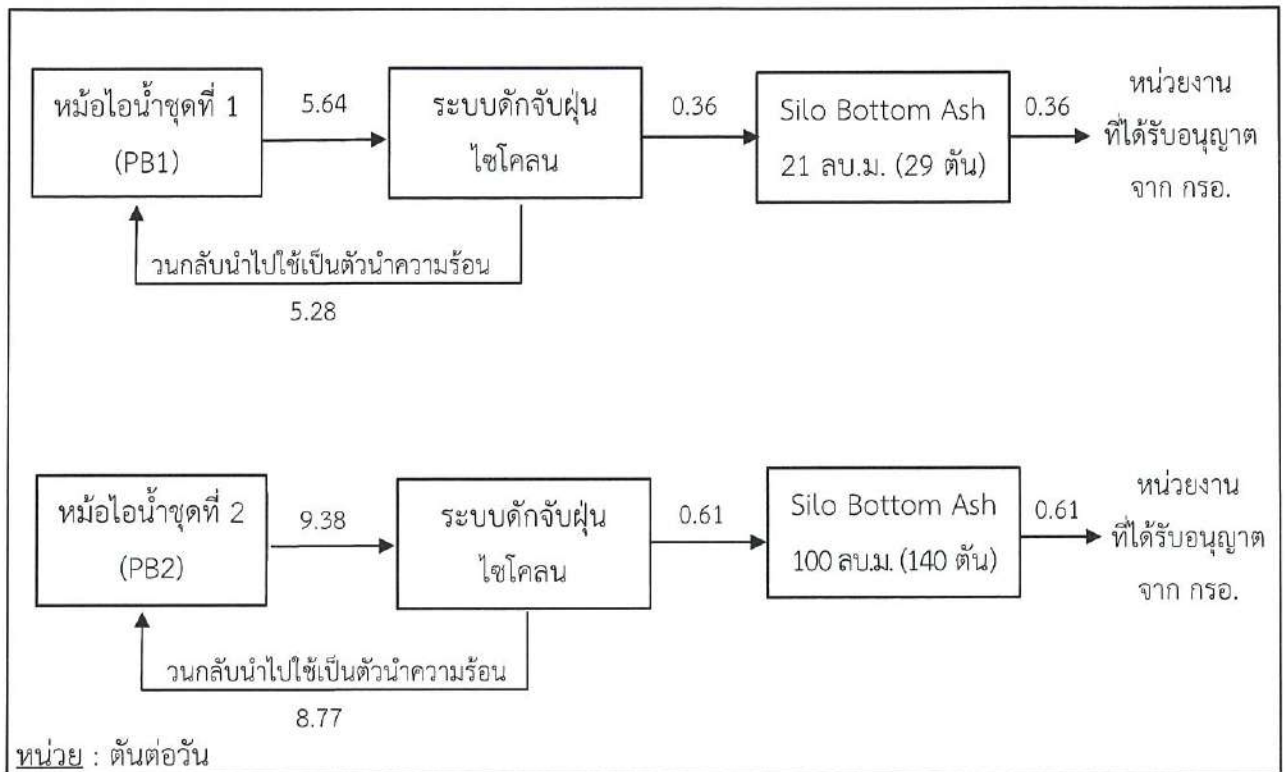 หม้อไอน้ำชุดที่ 1
(PB1)
5.64
ระบบดักจับฝุ่น
ไซโคลน
0.36
Silo Bottom Ash
21 ลบ.ม. (29 ตัน)
0.36
หน่วยงาน
ที่ได้รับอนุญาต
จาก กรอ.
วนกลับนำไปใช้เป็นตัวนำความร้อน
5.28
หม้อไอน้ำชุดที่ 2
(PB2)
9.38
ระบบดักจับฝุ่น
ไซโคลน
0.61
Silo Bottom Ash
100 ลบ.ม. (140 ตัน)
0.61
หน่วยงาน
ที่ได้รับอนุญาต
จาก กรอ.
วนกลับนำไปใช้เป็นตัวนำความร้อน
8.77
หน่วย : ตันต่อวัน